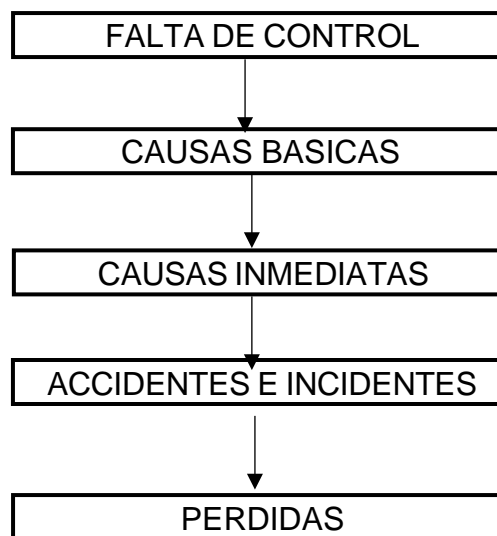 FALTA DE CONTROL
CAUSAS BASICAS
CAUSAS INMEDIATAS
ACCIDENTES E INCIDENTES
PERDIDAS